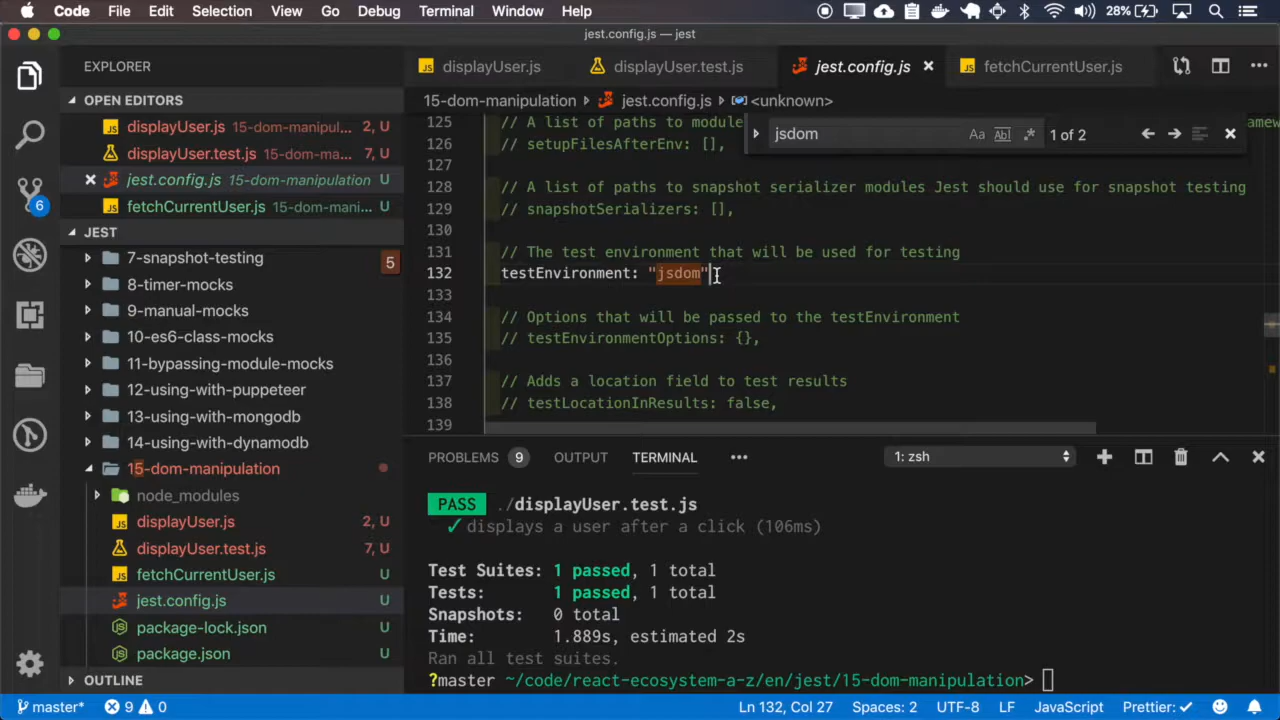 Code File Edit Selection View Go Debug Terminal Window Help 28%
jest.config.js — jest
EXPLORER
displayUser.js displayUser.test.js jest.config.js fetchCurrentUser.js
OPEN EDITORS
displayUser.js 15-dom-manipul... 2, U
displayUser.test.js 15-dom-ma... 7, U
jest.config.js 15-dom-manipulation U
fetchCurrentUser.js 15-dom-mani... U
JEST
7-snapshot-testing 5
8-timer-mocks
9-manual-mocks
10-es6-class-mocks
11-bypassing-module-mocks
12-using-with-puppeteer
13-using-with-mongodb
14-using-with-dynamodb
15-dom-manipulation
node_modules
displayUser.js 2, U
displayUser.test.js 7, U
fetchCurrentUser.js U
jest.config.js U
package-lock.json U
package.json U
OUTLINE
6
15-dom-manipulation jest.config.js <unknown>
jsdom Aa Abl .* 1 of 2
125 // A list of paths to module
126 // setupFilesAfterEnv: [],
127
128 // A list of paths to snapshot serializer modules Jest should use for snapshot testing
129 // snapshotSerializers: [],
130
131 // The test environment that will be used for testing
132 testEnvironment: "jsdom"
133
134 // Options that will be passed to the testEnvironment
135 // testEnvironmentOptions: {},
136
137 // Adds a location field to test results
138 // testLocationInResults: false,
139
PROBLEMS 9 OUTPUT TERMINAL ••• 1: zsh
PASS ./displayUser.test.js
✓ displays a user after a click (106ms)
Test Suites: 1 passed, 1 total
Tests: 1 passed, 1 total
Snapshots: 0 total
Time: 1.889s, estimated 2s
Ran all test suites.
?master ~/code/react-ecosystem-a-z/en/jest/15-dom-manipulation>
master* 9 0 Ln 132, Col 27 Spaces: 2 UTF-8 LF JavaScript Prettier: ✓